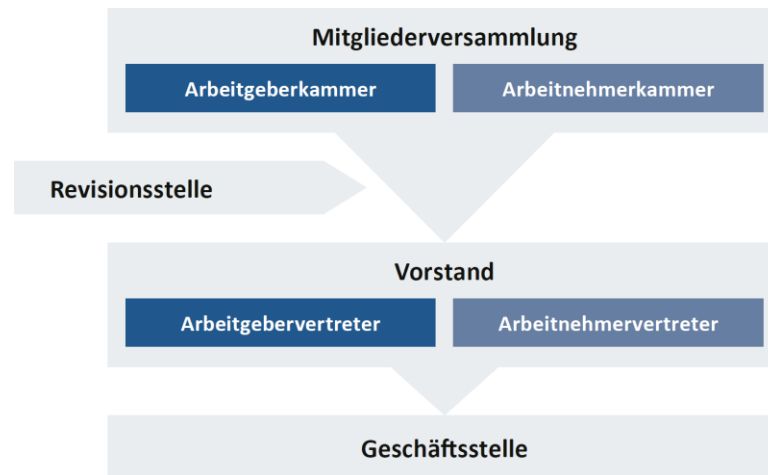 Mitgliederversammlung
Arbeitgeberkammer
Arbeitnehmerkammer
Revisionsstelle
Vorstand
Arbeitgebervertreter
Arbeitnehmervertreter
Geschäftsstelle